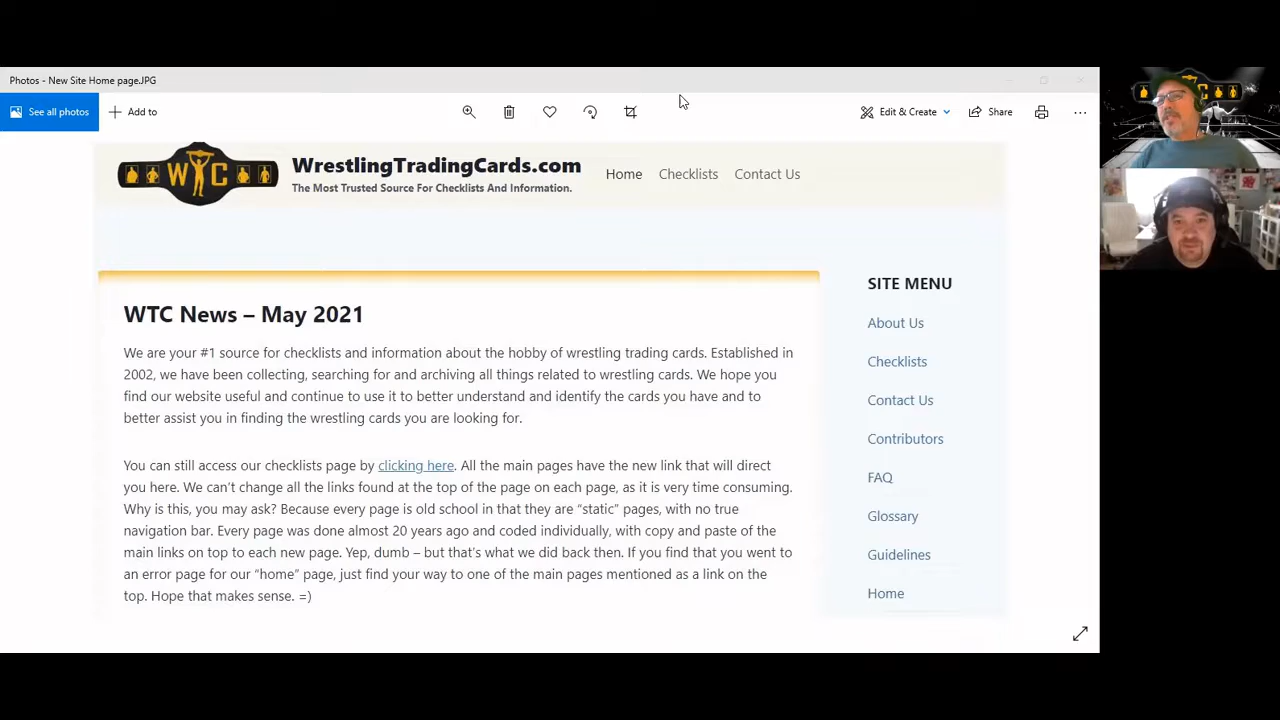 Photos - New Site Home page.JPG
See all photos
Add to
Edit & Create
Share
WTC
WrestlingTradingCards.com
The Most Trusted Source For Checklists And Information.
Home
Checklists
Contact Us
WTC News – May 2021
We are your #1 source for checklists and information about the hobby of wrestling trading cards. Established in
2002, we have been collecting, searching for and archiving all things related to wrestling cards. We hope you
find our website useful and continue to use it to better understand and identify the cards you have and to
better assist you in finding the wrestling cards you are looking for.
You can still access our checklists page by clicking here. All the main pages have the new link that will direct
you here. We can’t change all the links found at the top of the page on each page, as it is very time consuming.
Why is this, you may ask? Because every page is old school in that they are “static” pages, with no true
navigation bar. Every page was done almost 20 years ago and coded individually, with copy and paste of the
main links on top to each new page. Yep, dumb – but that’s what we did back then. If you find that you went to
an error page for our “home” page, just find your way to one of the main pages mentioned as a link on the
top. Hope that makes sense. =)
SITE MENU
About Us
Checklists
Contact Us
Contributors
FAQ
Glossary
Guidelines
Home
C